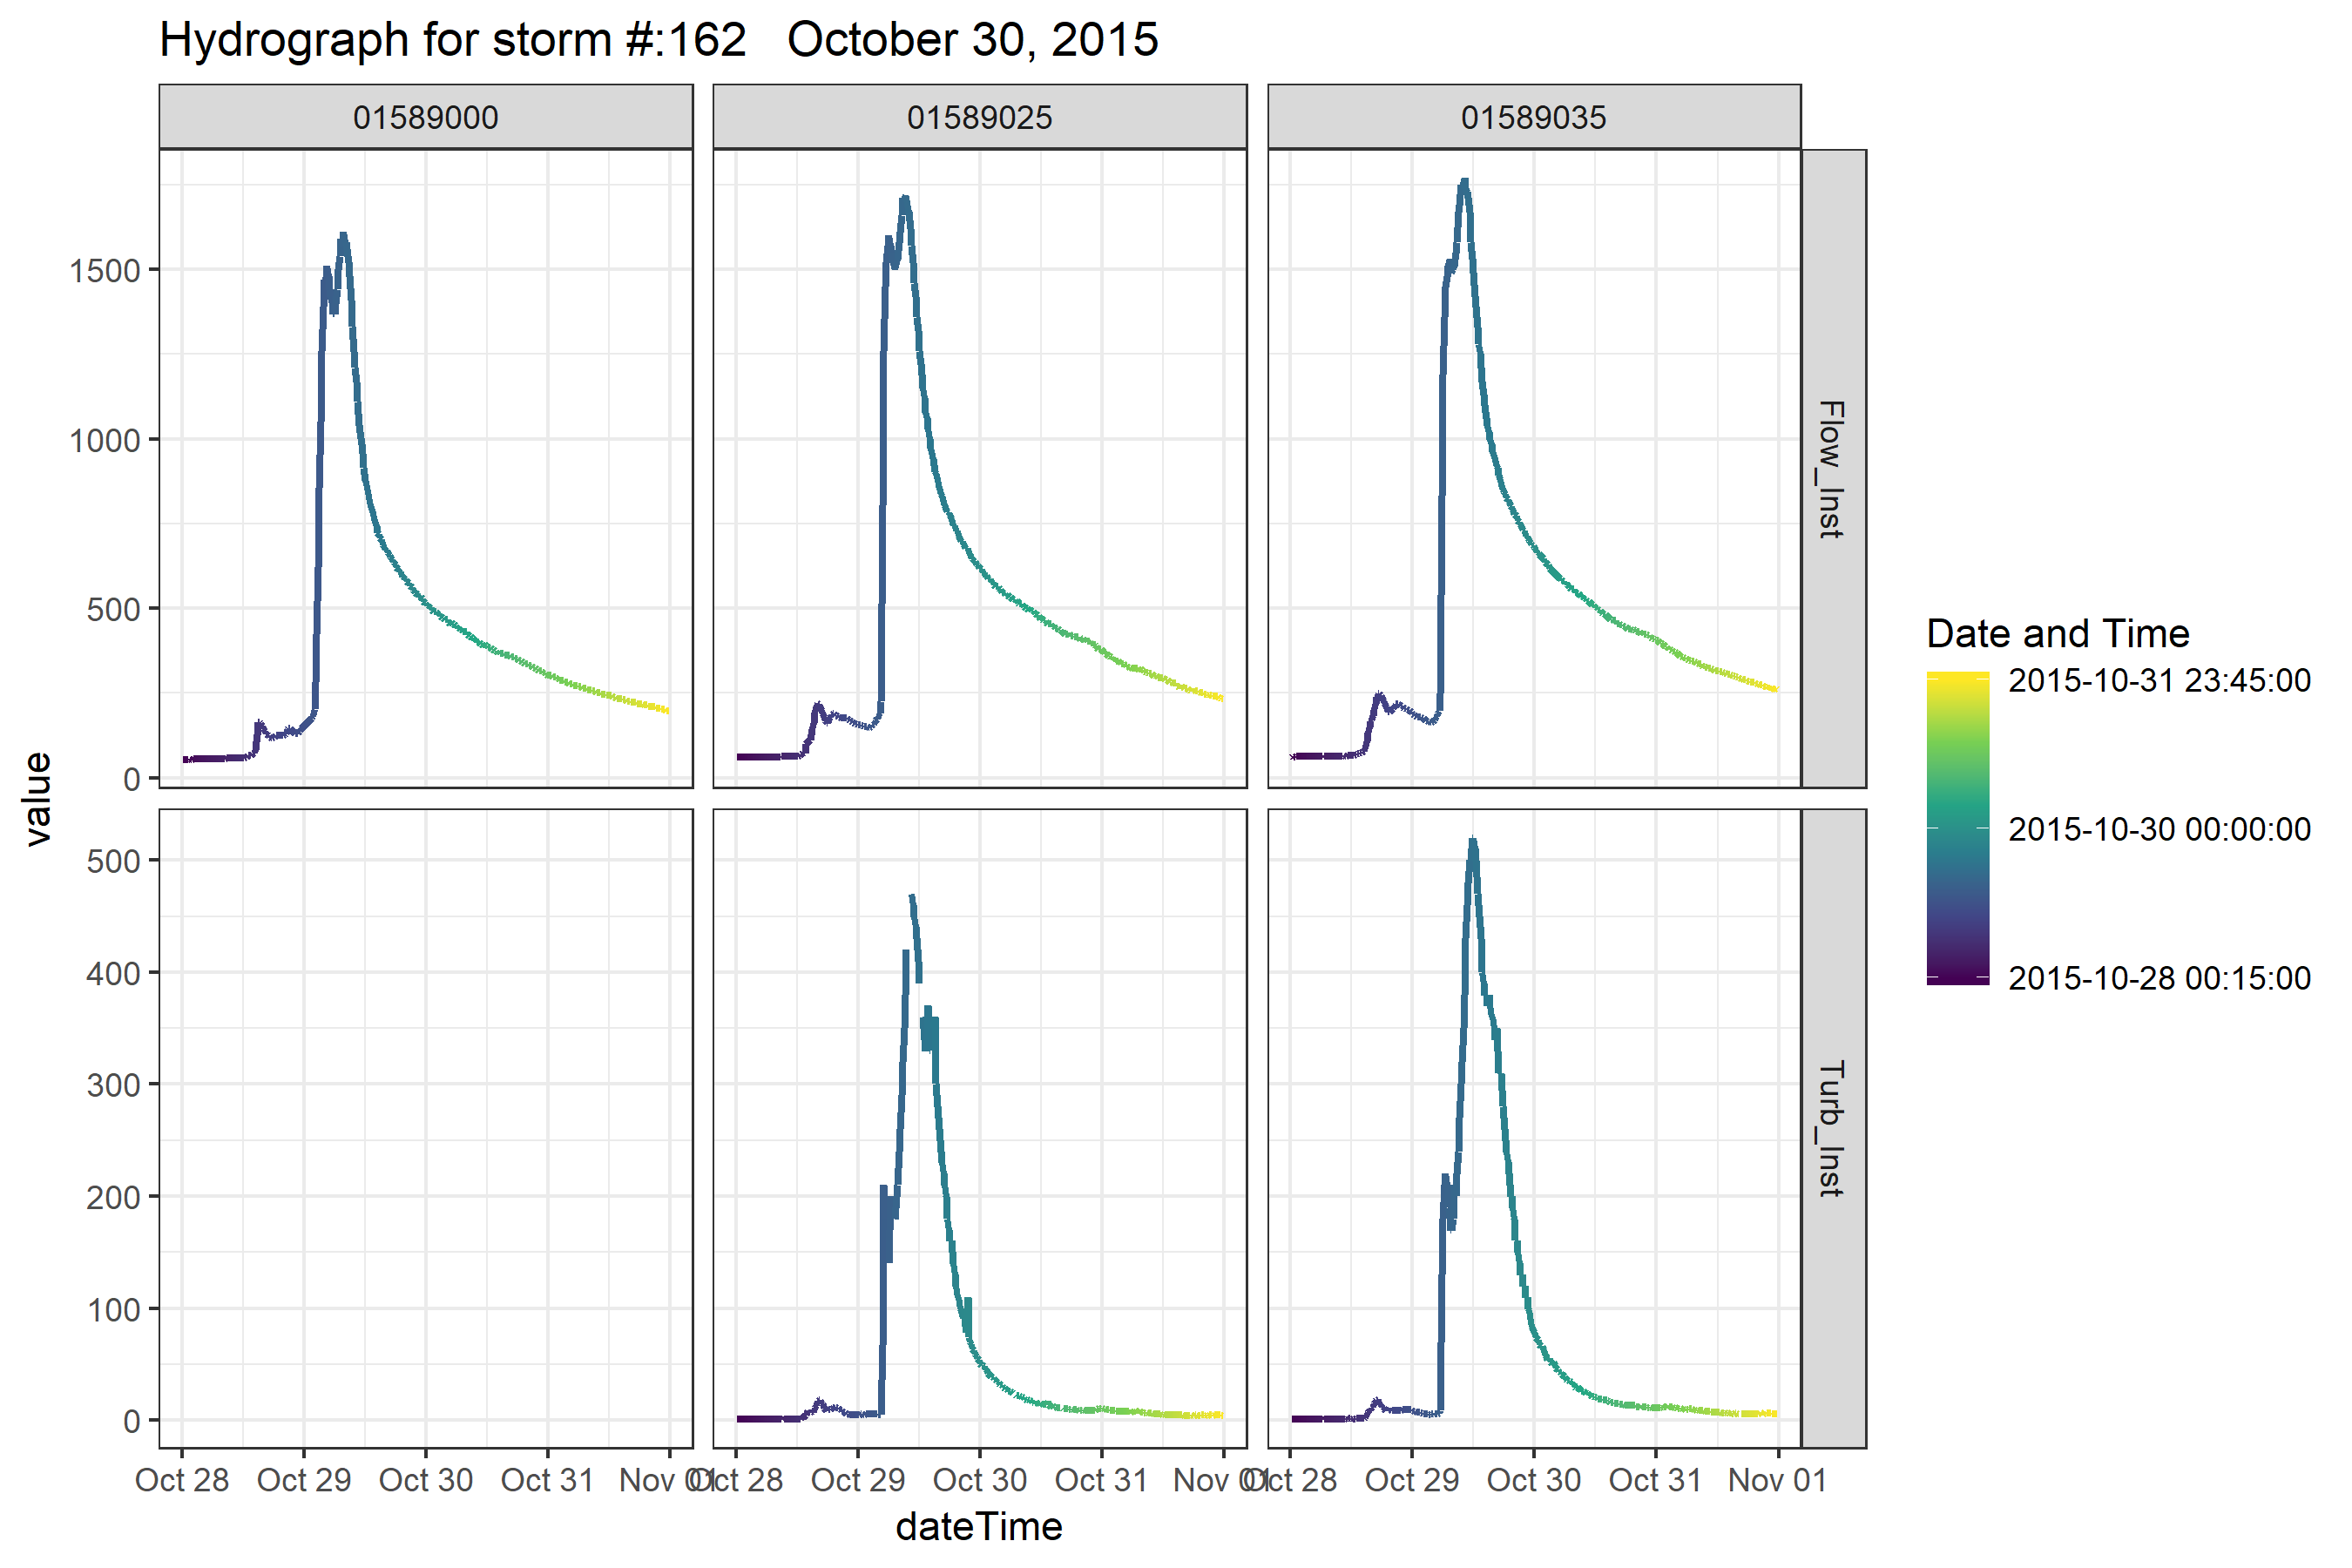 Hydrograph for storm #:162   October 30, 2015
01589000 01589025 01589035
1500
1000
500
0
Flow_Inst
value
500
400
300
200
100
0
Turb_Inst
Oct 28 Oct 29 Oct 30 Oct 31 Nov 01 Oct 28 Oct 29 Oct 30 Oct 31 Nov 01 Oct 28 Oct 29 Oct 30 Oct 31 Nov 01
dateTime
Date and Time
2015-10-31 23:45:00
2015-10-30 00:00:00
2015-10-28 00:15:00